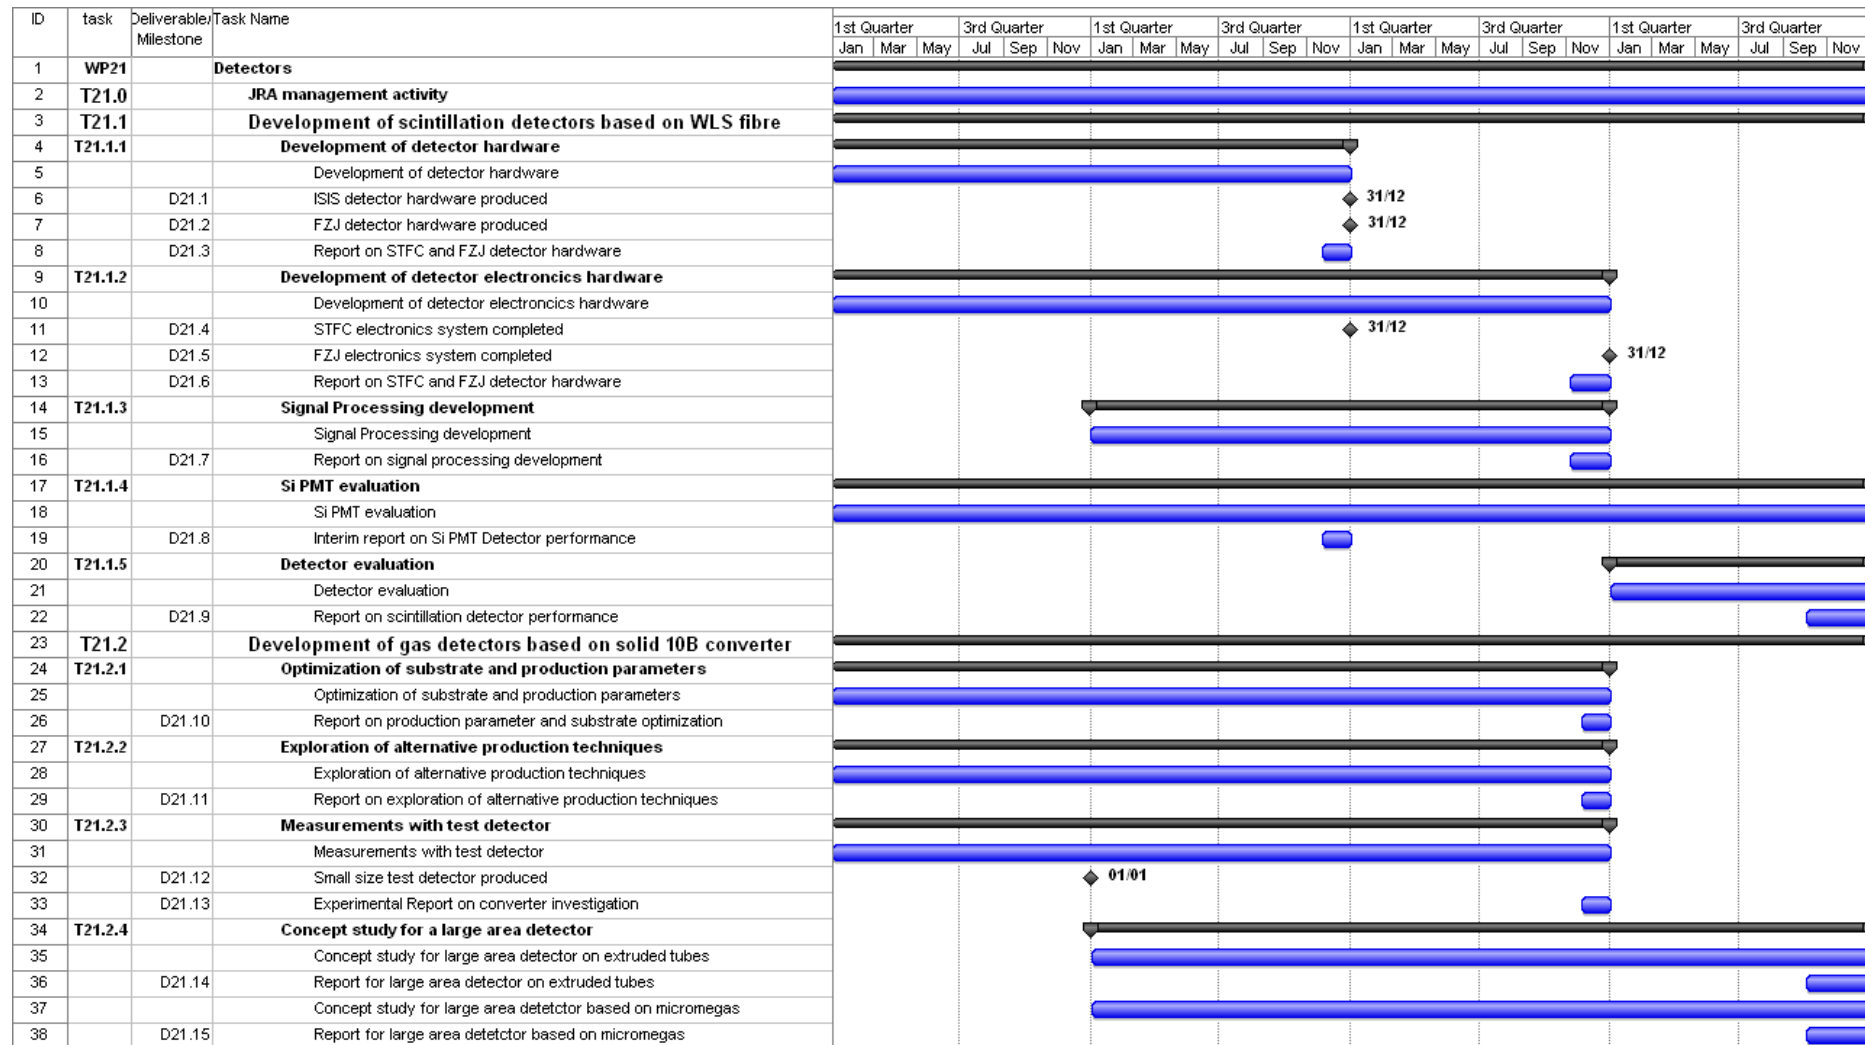 ID task Deliverable/ Task Name
Milestone
1st Quarter 3rd Quarter 1st Quarter 3rd Quarter 1st Quarter 3rd Quarter 1st Quarter 3rd Quarter
Jan Mar May Jul Sep Nov Jan Mar May Jul Sep Nov Jan Mar May Jul Sep Nov Jan Mar May Jul Sep Nov
1 WP21 Detectors
2 T21.0 JRA management activity
3 T21.1 Development of scintillation detectors based on WLS fibre
4 T21.1.1 Development of detector hardware
5 Development of detector hardware
6 D21.1 ISIS detector hardware produced 31/12
7 D21.2 FZJ detector hardware produced 31/12
8 D21.3 Report on STFC and FZJ detector hardware
9 T21.1.2 Development of detector electroncics hardware
10 Development of detector electroncics hardware
11 D21.4 STFC electronics system completed 31/12
12 D21.5 FZJ electronics system completed 31/12
13 D21.6 Report on STFC and FZJ detector hardware
14 T21.1.3 Signal Processing development
15 Signal Processing development
16 D21.7 Report on signal processing development
17 T21.1.4 Si PMT evaluation
18 Si PMT evaluation
19 D21.8 Interim report on Si PMT Detector performance
20 T21.1.5 Detector evaluation
21 Detector evaluation
22 D21.9 Report on scintillation detector performance
23 T21.2 Development of gas detectors based on solid 10B converter
24 T21.2.1 Optimization of substrate and production parameters
25 Optimization of substrate and production parameters
26 D21.10 Report on production parameter and substrate optimization
27 T21.2.2 Exploration of alternative production techniques
28 Exploration of alternative production techniques
29 D21.11 Report on exploration of alternative production techniques
30 T21.2.3 Measurements with test detector
31 Measurements with test detector
32 D21.12 Small size test detector produced 01/01
33 D21.13 Experimental Report on converter investigation
34 T21.2.4 Concept study for a large area detector
35 Concept study for large area detector on extruded tubes
36 D21.14 Report for large area detector on extruded tubes
37 Concept study for large area detetctor based on micromegas
38 D21.15 Report for large area detetctor based on micromegas